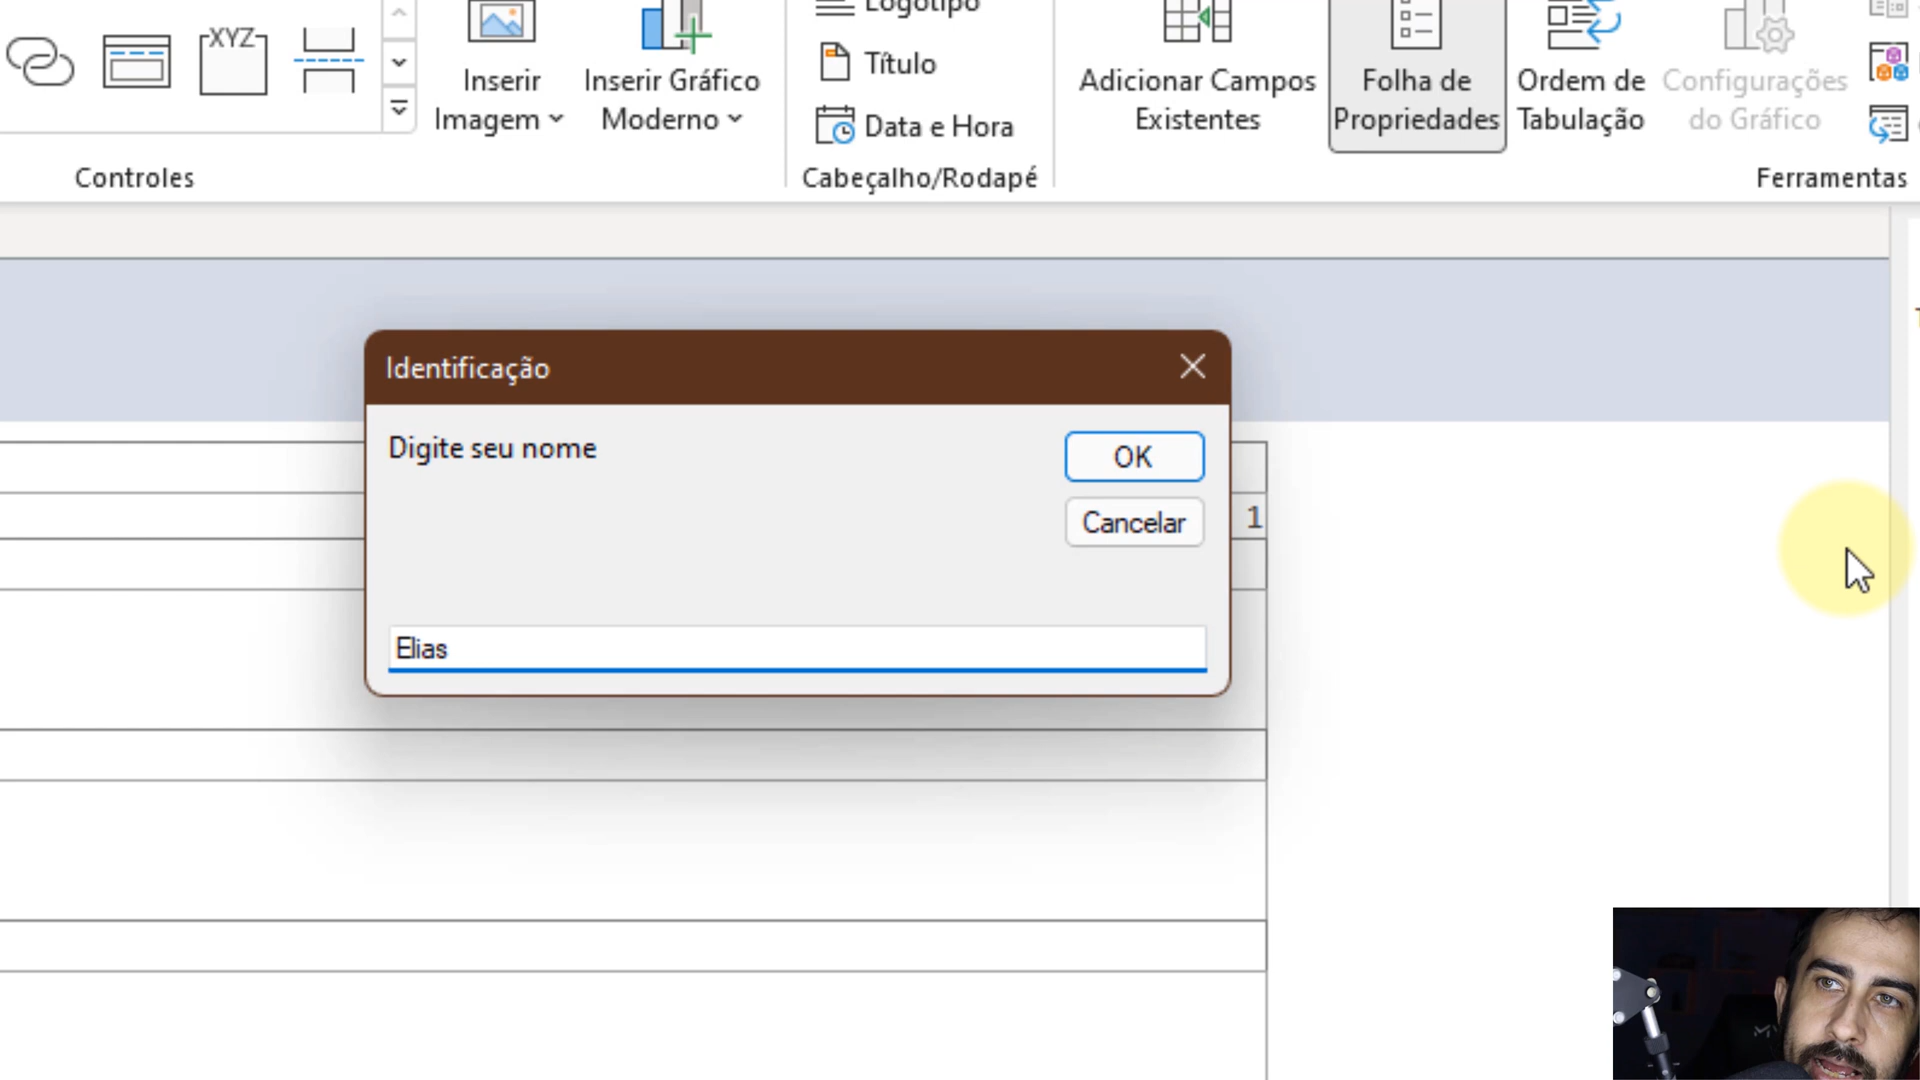 Logotipo
XYZ
Título
Inserir
Imagem
Inserir Gráfico
Moderno
Data e Hora
Adicionar Campos
Existentes
Folha de
Propriedades
Ordem de
Tabulação
Configurações
do Gráfico
Controles
Cabeçalho/Rodapé
Ferramentas
Identificação
Digite seu nome
OK
Cancelar
1
Elias